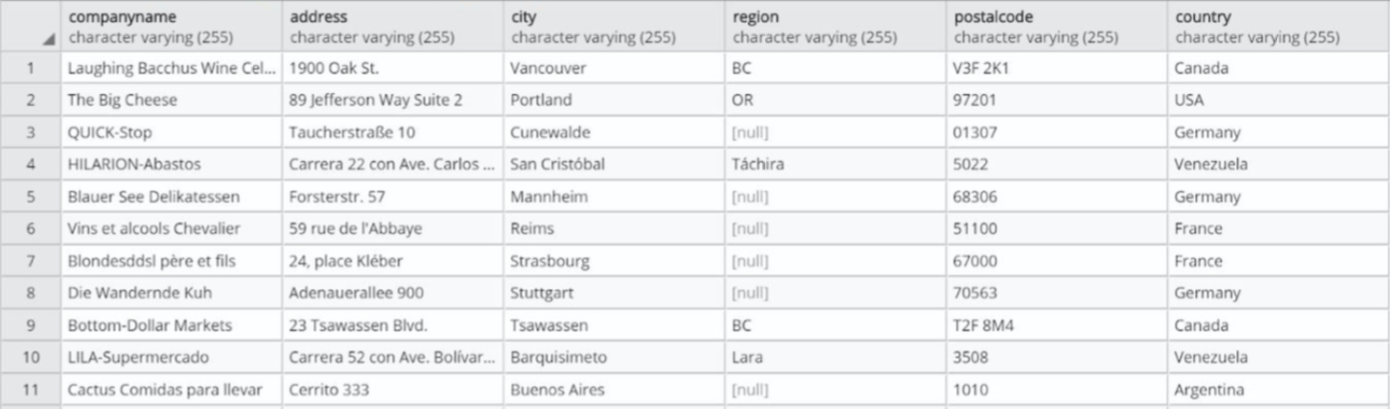 companyname address city region postalcode country
character varying (255) character varying (255) character varying (255) character varying (255) character varying (255) character varying (255)
1 Laughing Bacchus Wine Cel... 1900 Oak St. Vancouver BC V3F 2K1 Canada
2 The Big Cheese 89 Jefferson Way Suite 2 Portland OR 97201 USA
3 QUICK-Stop Taucherstraße 10 Cunewalde [null] 01307 Germany
4 HILARION-Abastos Carrera 22 con Ave. Carlos ... San Cristóbal Táchira 5022 Venezuela
5 Blauer See Delikatessen Forsterstr. 57 Mannheim [null] 68306 Germany
6 Vins et alcools Chevalier 59 rue de l'Abbaye Reims [null] 51100 France
7 Blondesddsl père et fils 24, place Kléber Strasbourg [null] 67000 France
8 Die Wandernde Kuh Adenauerallee 900 Stuttgart [null] 70563 Germany
9 Bottom-Dollar Markets 23 Tsawassen Blvd. Tsawassen BC T2F 8M4 Canada
10 LILA-Supermercado Carrera 52 con Ave. Bolívar... Barquisimeto Lara 3508 Venezuela
11 Cactus Comidas para llevar Cerrito 333 Buenos Aires [null] 1010 Argentina